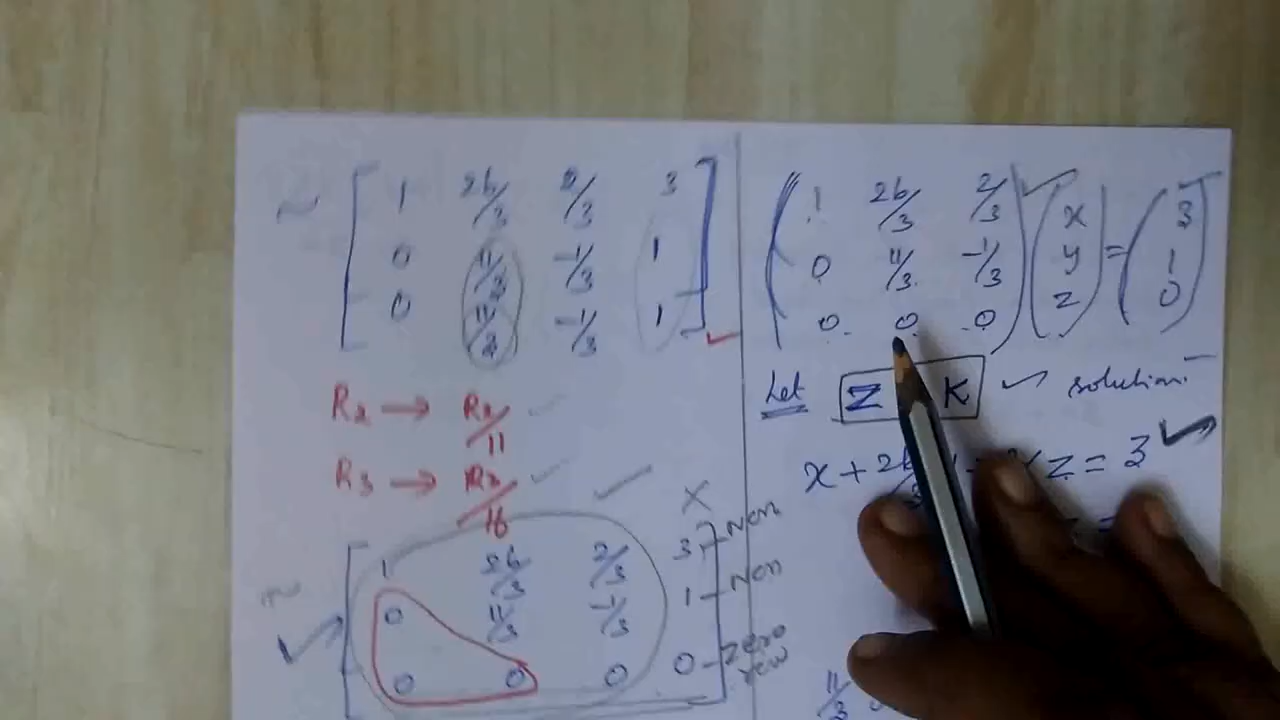 ~ [ 1 26/3 2/3 3
0 11/3 -1/3 1
0 11/3 -1/3 1 ]
R2 → R2/11
R3 → R3/16
~ [ 1 26/3 2/3 3 ] Non
0 11/3 -1/3 1 - Non
0 0 0 0 - Zero row
( 1 26/3 2/3 ) ( x ) = ( 3
0 11/3 -1/3 y 1
0 0 0 z 0 )
Let Z K solution
x + 26/3 z = 3
11/3